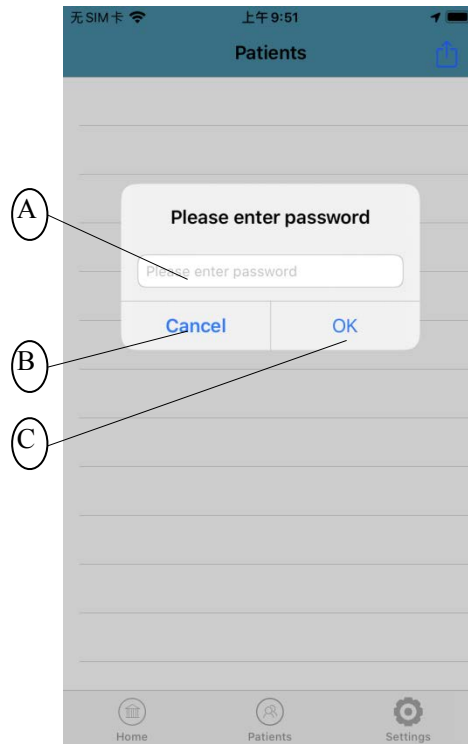 无SIM卡 上午9:51
Patients
A
Please enter password
Please enter password
Cancel OK
B
C
Home Patients Settings